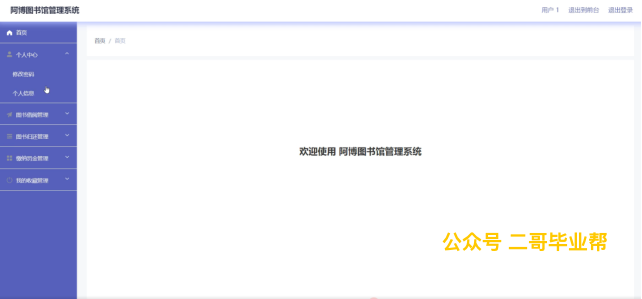 阿博图书馆管理系统
用户 1 退出到前台 退出登录
首页
首页 / 首页
个人中心
修改密码
个人信息
图书借阅管理
图书归还管理
缴纳罚金管理
我的收藏管理
欢迎使用 阿博图书馆管理系统
公众号 二哥毕业帮